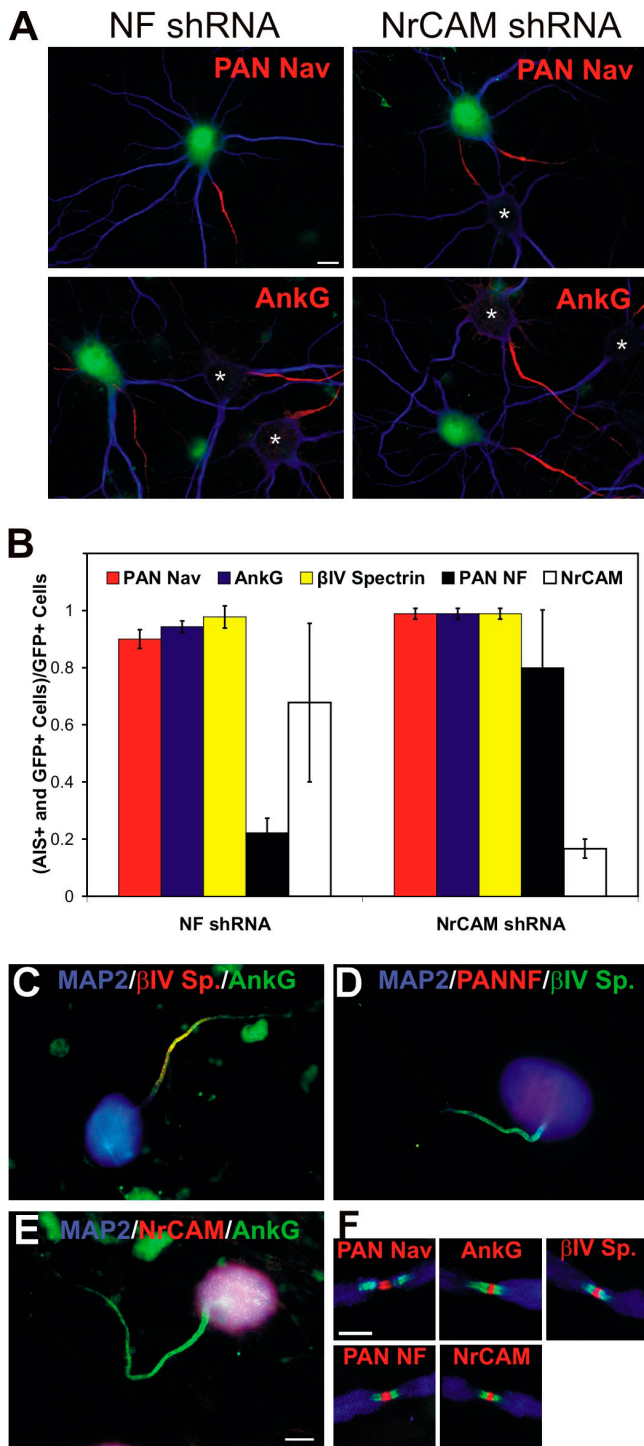 A
NF shRNA
NrCAM shRNA
PAN Nav
PAN Nav
*
AnkG
AnkG
*
*
*
*
B
PAN Nav
AnkG
βIV Spectrin
PAN NF
NrCAM
(AIS+ and GFP+ Cells)/GFP+ Cells
1
0.8
0.6
0.4
0.2
0
NF shRNA
NrCAM shRNA
C
MAP2/βIV Sp./AnkG
D
MAP2/PANNF/βIV Sp.
E
MAP2/NrCAM/AnkG
F
PAN Nav
AnkG
βIV Sp.
PAN NF
NrCAM